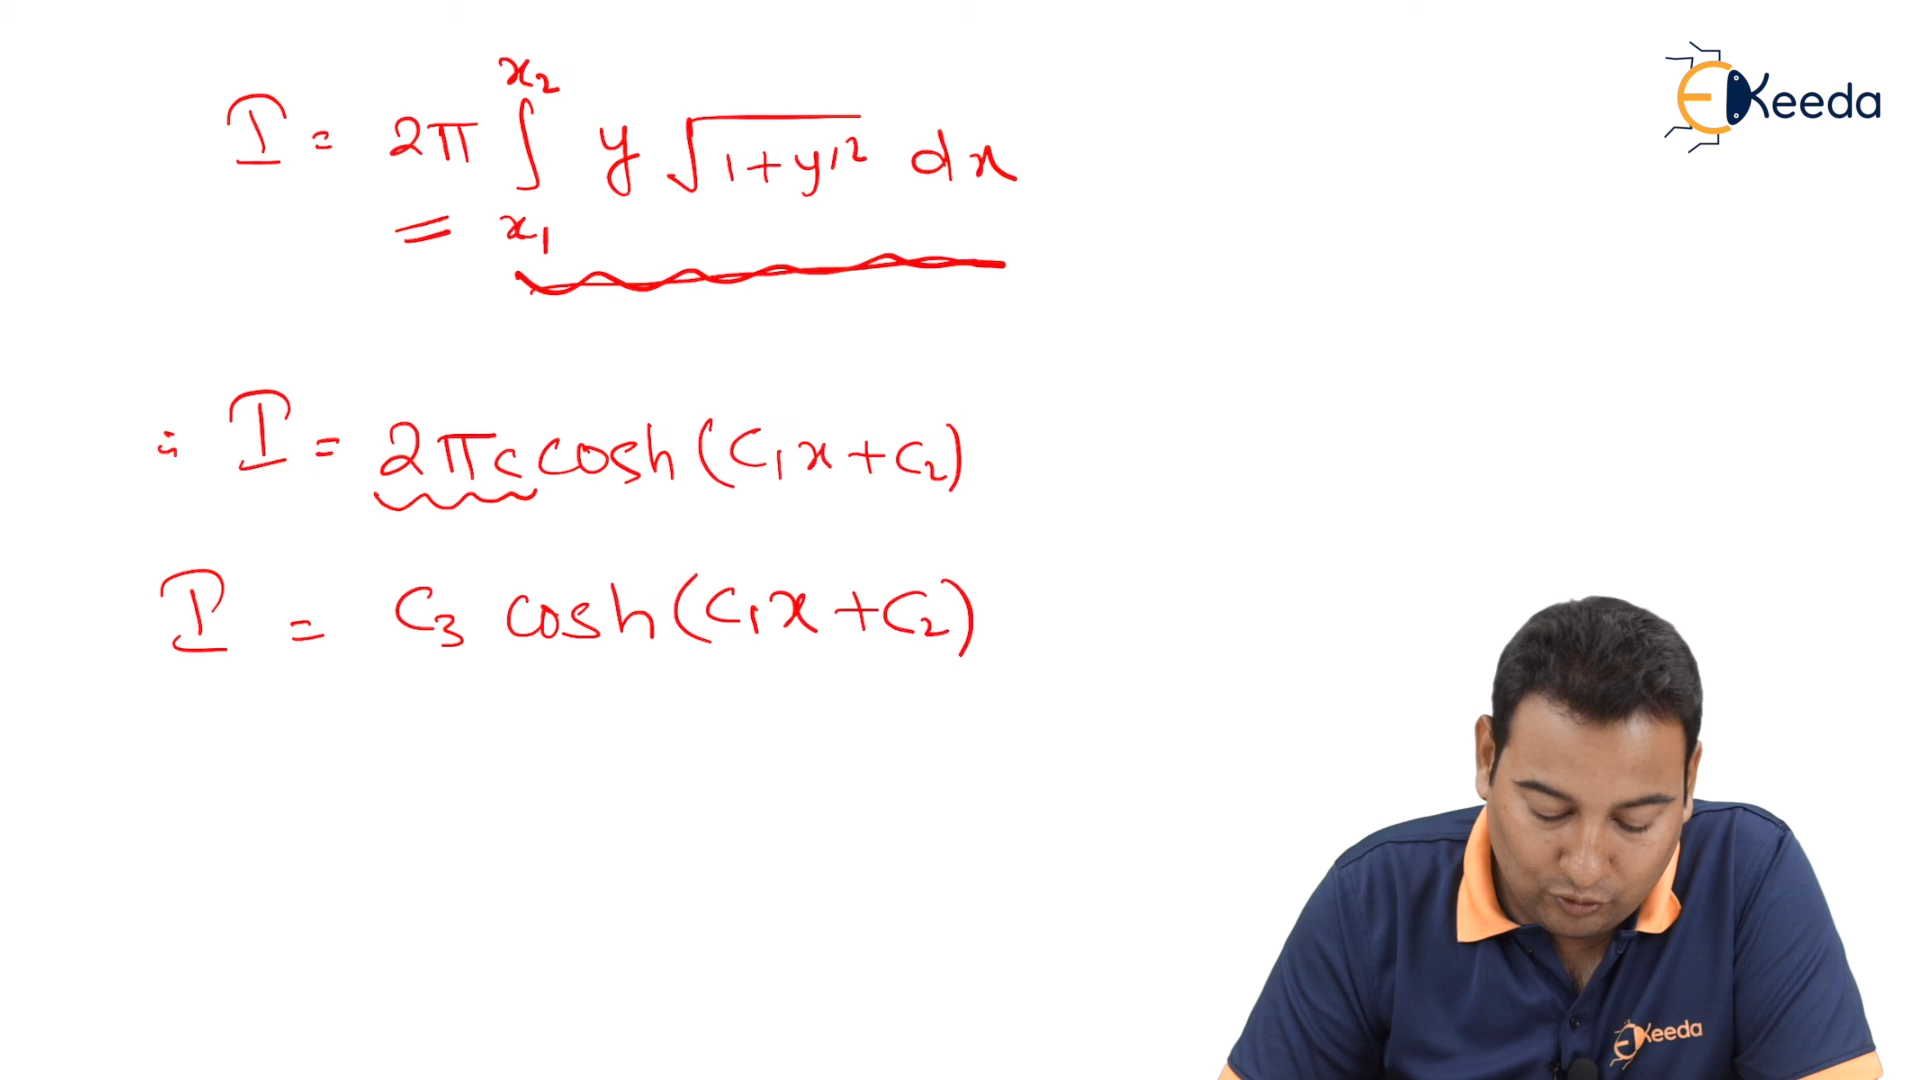 EKeeda
I = 2π ∫ y √1+y'² dx
x₂
= x₁
∴ I = 2πc cosh(c₁x+c₂)
I = c₃ cosh(c₁x+c₂)
EKeeda